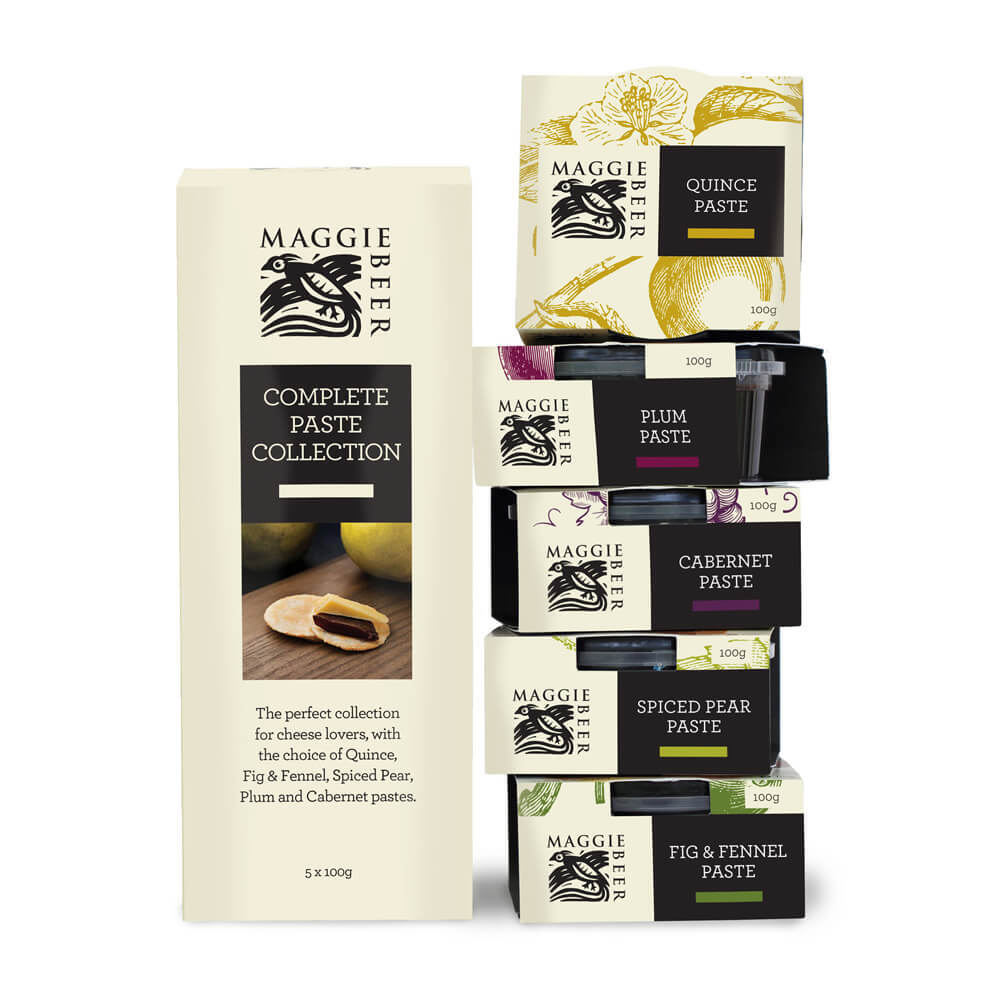 MAGGIE
BEER
COMPLETE
PASTE
COLLECTION
The perfect collection
for cheese lovers, with
the choice of Quince,
Fig & Fennel, Spiced Pear,
Plum and Cabernet pastes.
5 x 100g
MAGGIE
BEER
QUINCE
PASTE
100g
100g
MAGGIE
BEER
PLUM
PASTE
100g
MAGGIE
BEER
CABERNET
PASTE
100g
MAGGIE
BEER
SPICED PEAR
PASTE
100g
MAGGIE
BEER
FIG & FENNEL
PASTE